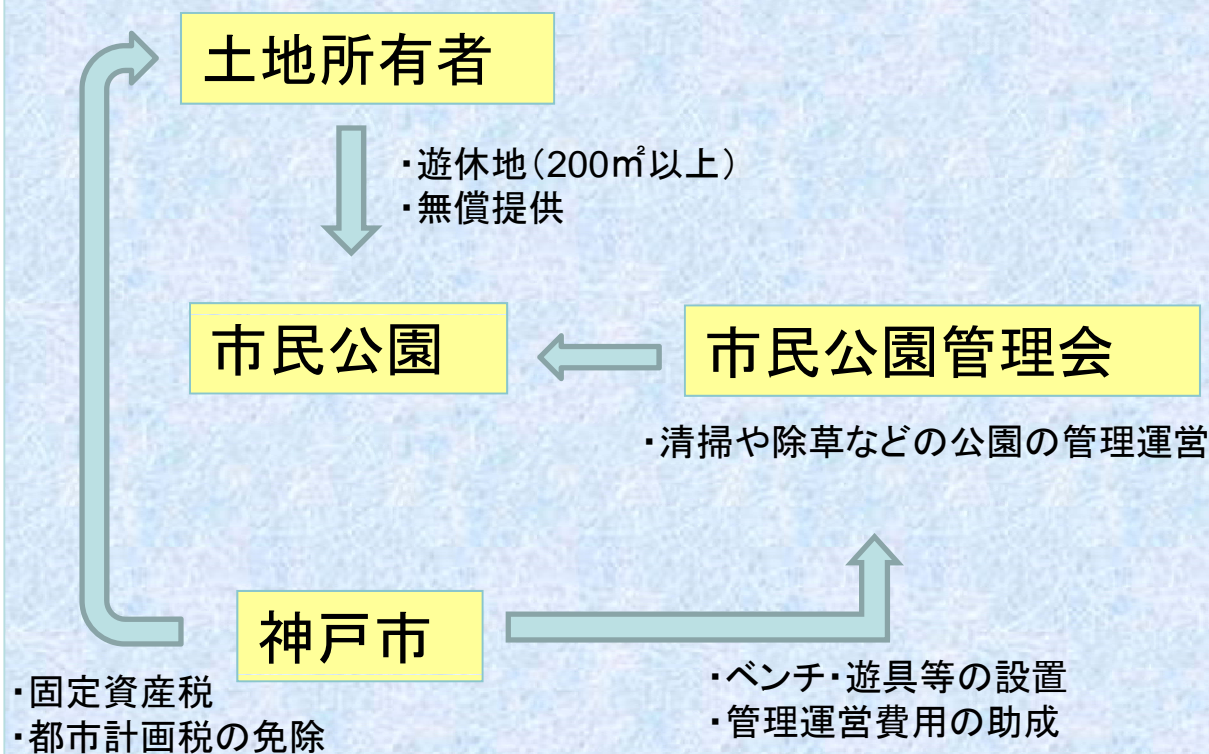 土地所有者
・遊休地(200㎡以上)
・無償提供
市民公園
市民公園管理会
・清掃や除草などの公園の管理運営
神戸市
・固定資産税
・都市計画税の免除
・ベンチ・遊具等の設置
・管理運営費用の助成